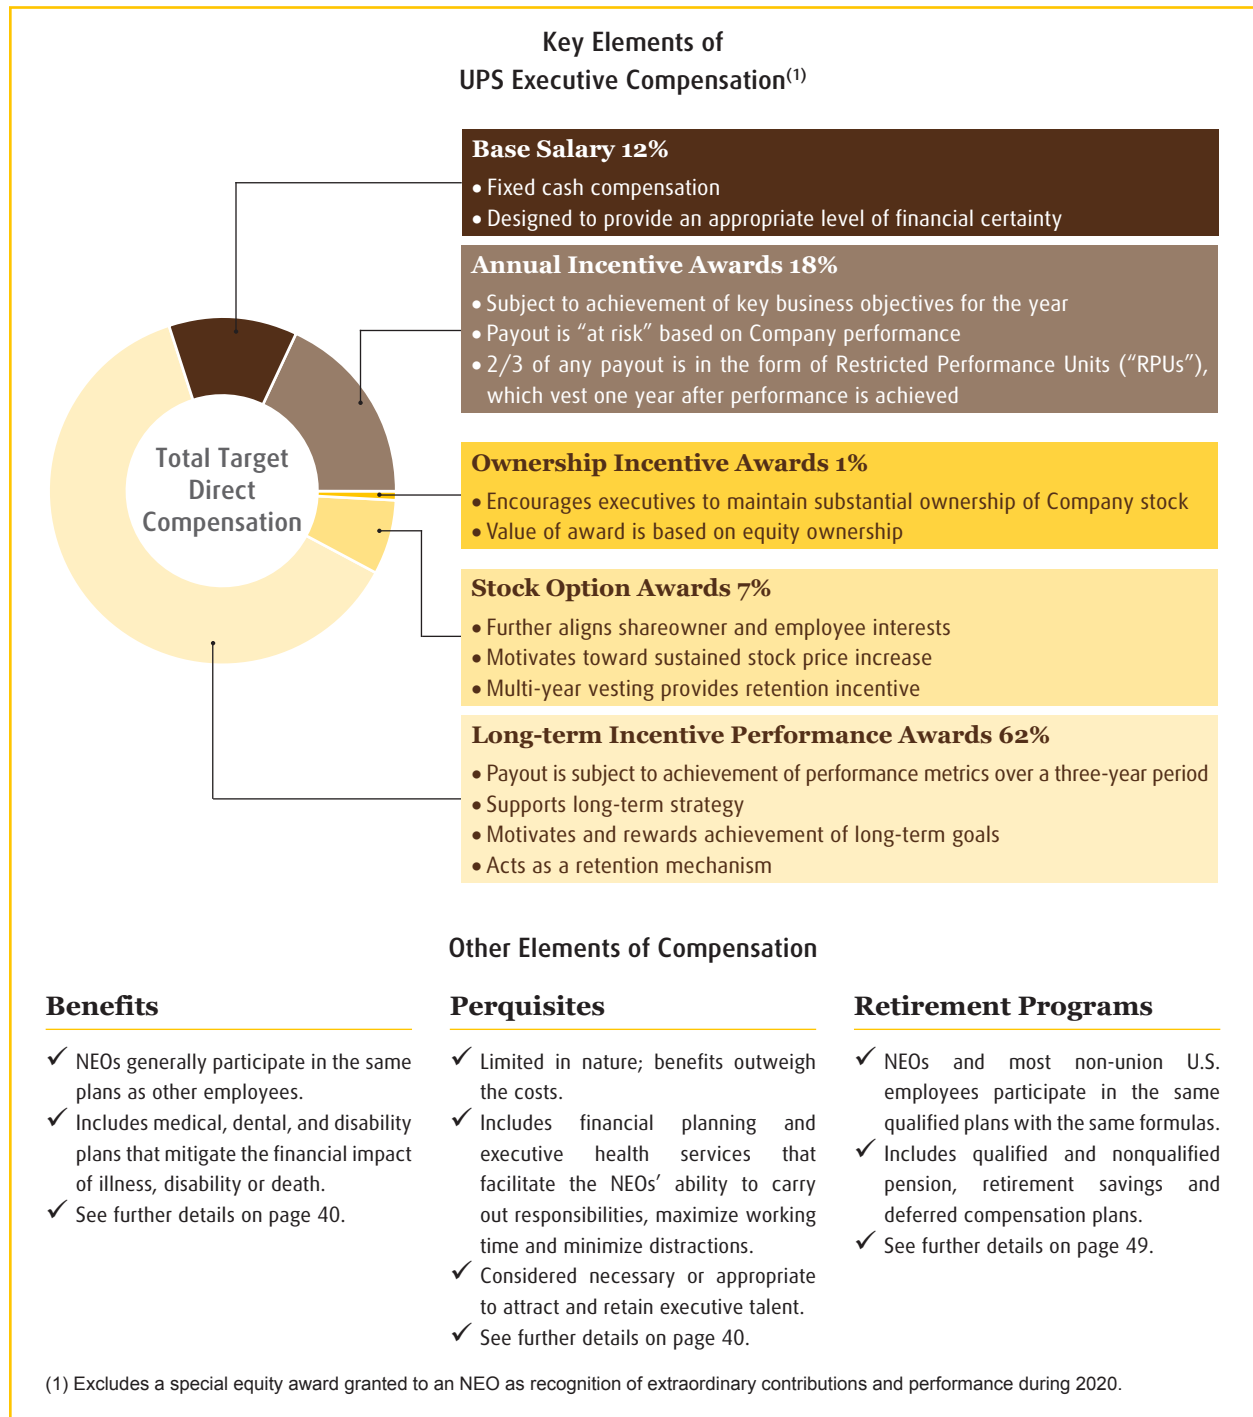 Key Elements of
UPS Executive Compensation(1)
Base Salary 12%
• Fixed cash compensation
• Designed to provide an appropriate level of financial certainty
Annual Incentive Awards 18%
• Subject to achievement of key business objectives for the year
• Payout is “at risk” based on Company performance
• 2/3 of any payout is in the form of Restricted Performance Units (“RPUs”),
which vest one year after performance is achieved
Total Target
Direct
Compensation
Ownership Incentive Awards 1%
• Encourages executives to maintain substantial ownership of Company stock
• Value of award is based on equity ownership
Stock Option Awards 7%
• Further aligns shareowner and employee interests
• Motivates toward sustained stock price increase
• Multi-year vesting provides retention incentive
Long-term Incentive Performance Awards 62%
• Payout is subject to achievement of performance metrics over a three-year period
• Supports long-term strategy
• Motivates and rewards achievement of long-term goals
• Acts as a retention mechanism
Other Elements of Compensation
Benefits
✓ NEOs generally participate in the same
plans as other employees.
✓ Includes medical, dental, and disability
plans that mitigate the financial impact
of illness, disability or death.
✓ See further details on page 40.
Perquisites
✓ Limited in nature; benefits outweigh
the costs.
✓ Includes financial planning and
executive health services that
facilitate the NEOs’ ability to carry
out responsibilities, maximize working
time and minimize distractions.
✓ Considered necessary or appropriate
to attract and retain executive talent.
✓ See further details on page 40.
Retirement Programs
✓ NEOs and most non-union U.S.
employees participate in the same
qualified plans with the same formulas.
✓ Includes qualified and nonqualified
pension, retirement savings and
deferred compensation plans.
✓ See further details on page 49.
(1) Excludes a special equity award granted to an NEO as recognition of extraordinary contributions and performance during 2020.